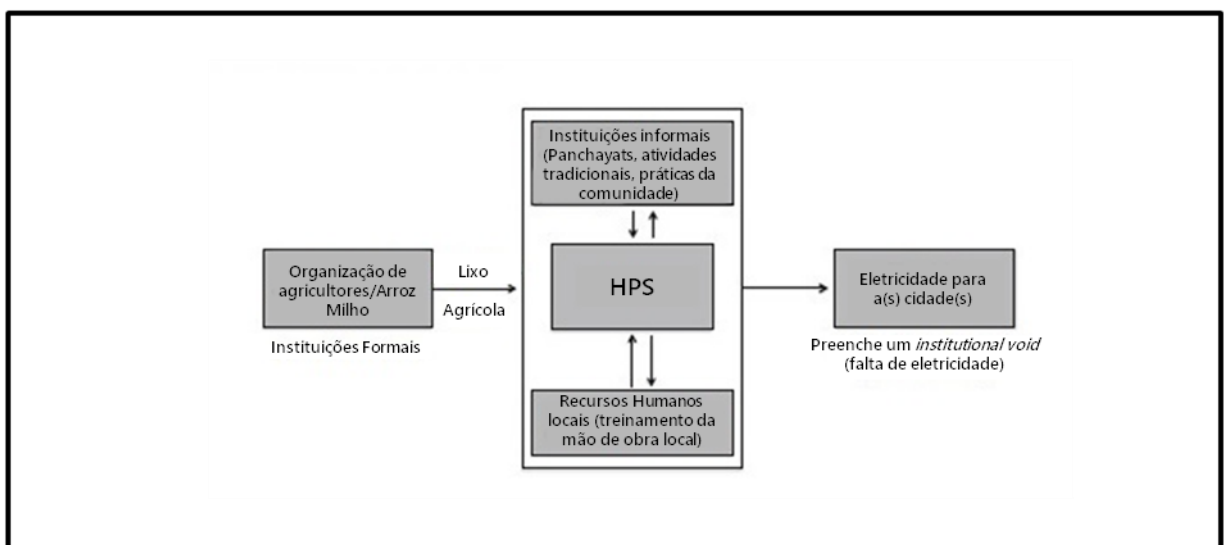 Organização de
agricultores/Arroz
Milho
Instituições Formais
Lixo
Agrícola
Instituições informais
(Panchayats, atividades
tradicionais, práticas da
comunidade)
HPS
Recursos Humanos
locais (treinamento da
mão de obra local)
Eletricidade para
a(s) cidade(s)
Preenche um institutional void
(falta de eletricidade)